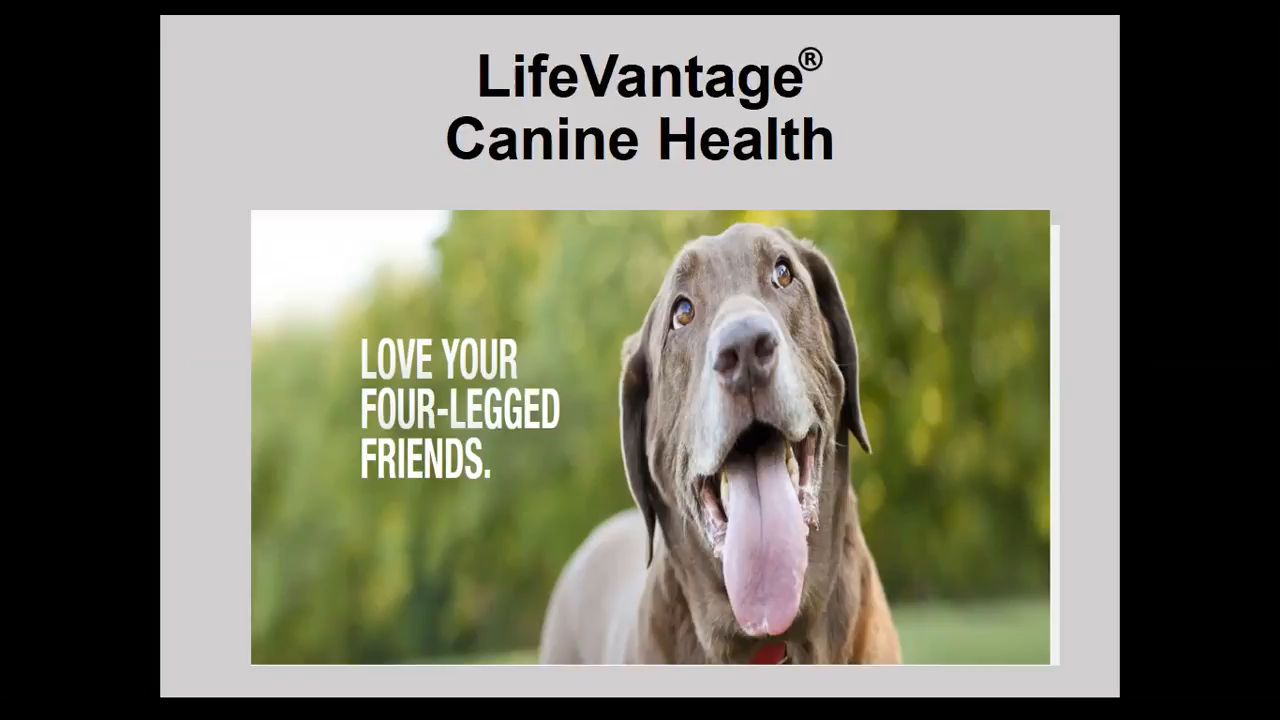 LifeVantage®
Canine Health
LOVE YOUR
FOUR-LEGGED
FRIENDS.